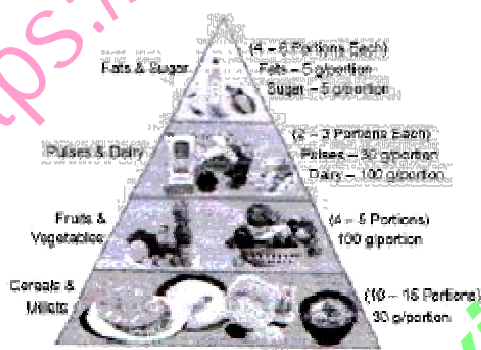 (4 – 6 Portions Each)
Fats & Sugar
Fats – 5 g/portion
Sugar – 5 g/portion
(2 – 3 Portions Each)
Pulses & Dairy
Pulses – 30 g/portion
Dairy – 100 g/portion
Fruits &
Vegetables
(4 – 5 Portions)
100 g/portion
Cereals &
Millets
(10 – 15 Portions)
30 g/portion